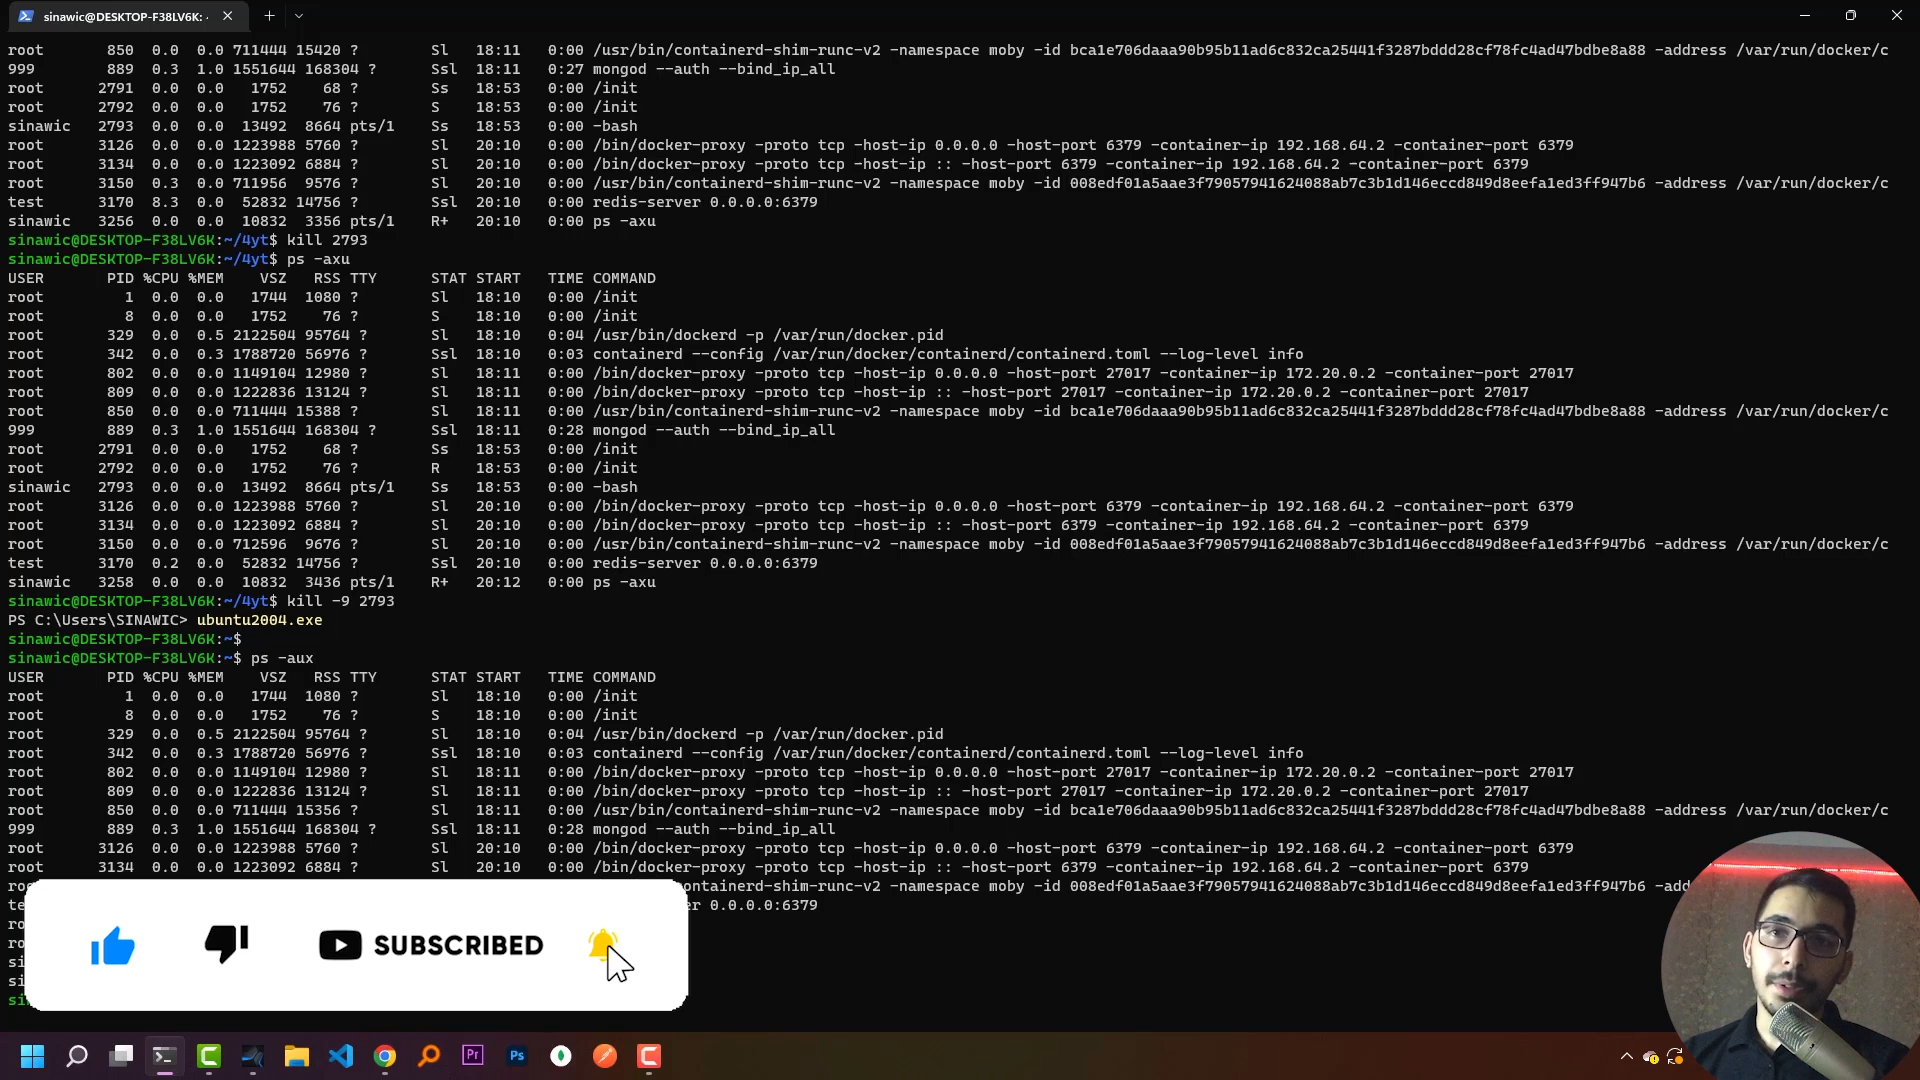 sinawic@DESKTOP-F38LV6K: ·
root 850 0.0 0.0 711444 15420 ? Sl 18:11 0:00 /usr/bin/containerd-shim-runc-v2 -namespace moby -id bca1e706daaa90b95b11ad6c832ca25441f3287bddd28cf78fc4ad47bdbe8a88 -address /var/run/docker/c
999 889 0.3 1.0 1551644 168304 ? Ssl 18:11 0:27 mongod --auth --bind_ip_all
root 2791 0.0 0.0 1752 68 ? Ss 18:53 0:00 /init
root 2792 0.0 0.0 1752 76 ? S 18:53 0:00 /init
sinawic 2793 0.0 0.0 13492 8664 pts/1 Ss 18:53 0:00 -bash
root 3126 0.0 0.0 1223988 5760 ? Sl 20:10 0:00 /bin/docker-proxy -proto tcp -host-ip 0.0.0.0 -host-port 6379 -container-ip 192.168.64.2 -container-port 6379
root 3134 0.0 0.0 1223092 6884 ? Sl 20:10 0:00 /bin/docker-proxy -proto tcp -host-ip :: -host-port 6379 -container-ip 192.168.64.2 -container-port 6379
root 3150 0.3 0.0 711956 9576 ? Sl 20:10 0:00 /usr/bin/containerd-shim-runc-v2 -namespace moby -id 008edf01a5aae3f79057941624088ab7c3b1d146eccd849d8eefa1ed3ff947b6 -address /var/run/docker/c
test 3170 8.3 0.0 52832 14756 ? Ssl 20:10 0:00 redis-server 0.0.0.0:6379
sinawic 3256 0.0 0.0 10832 3356 pts/1 R+ 20:10 0:00 ps -axu
sinawic@DESKTOP-F38LV6K:~/4yt$ kill 2793
sinawic@DESKTOP-F38LV6K:~/4yt$ ps -axu
USER PID %CPU %MEM VSZ RSS TTY STAT START TIME COMMAND
root 1 0.0 0.0 1744 1080 ? Sl 18:10 0:00 /init
root 8 0.0 0.0 1752 76 ? S 18:10 0:00 /init
root 329 0.0 0.5 2122504 95764 ? Sl 18:10 0:04 /usr/bin/dockerd -p /var/run/docker.pid
root 342 0.0 0.3 1788720 56976 ? Ssl 18:10 0:03 containerd --config /var/run/docker/containerd/containerd.toml --log-level info
root 802 0.0 0.0 1149104 12980 ? Sl 18:11 0:00 /bin/docker-proxy -proto tcp -host-ip 0.0.0.0 -host-port 27017 -container-ip 172.20.0.2 -container-port 27017
root 809 0.0 0.0 1222836 13124 ? Sl 18:11 0:00 /bin/docker-proxy -proto tcp -host-ip :: -host-port 27017 -container-ip 172.20.0.2 -container-port 27017
root 850 0.0 0.0 711444 15388 ? Sl 18:11 0:00 /usr/bin/containerd-shim-runc-v2 -namespace moby -id bca1e706daaa90b95b11ad6c832ca25441f3287bddd28cf78fc4ad47bdbe8a88 -address /var/run/docker/c
999 889 0.3 1.0 1551644 168304 ? Ssl 18:11 0:28 mongod --auth --bind_ip_all
root 2791 0.0 0.0 1752 68 ? Ss 18:53 0:00 /init
root 2792 0.0 0.0 1752 76 ? R 18:53 0:00 /init
sinawic 2793 0.0 0.0 13492 8664 pts/1 Ss 18:53 0:00 -bash
root 3126 0.0 0.0 1223988 5760 ? Sl 20:10 0:00 /bin/docker-proxy -proto tcp -host-ip 0.0.0.0 -host-port 6379 -container-ip 192.168.64.2 -container-port 6379
root 3134 0.0 0.0 1223092 6884 ? Sl 20:10 0:00 /bin/docker-proxy -proto tcp -host-ip :: -host-port 6379 -container-ip 192.168.64.2 -container-port 6379
root 3150 0.0 0.0 712596 9676 ? Sl 20:10 0:00 /usr/bin/containerd-shim-runc-v2 -namespace moby -id 008edf01a5aae3f79057941624088ab7c3b1d146eccd849d8eefa1ed3ff947b6 -address /var/run/docker/c
test 3170 0.2 0.0 52832 14756 ? Ssl 20:10 0:00 redis-server 0.0.0.0:6379
sinawic 3258 0.0 0.0 10832 3436 pts/1 R+ 20:12 0:00 ps -axu
sinawic@DESKTOP-F38LV6K:~/4yt$ kill -9 2793
PS C:\Users\SINAWIC> ubuntu2004.exe
sinawic@DESKTOP-F38LV6K:~$
sinawic@DESKTOP-F38LV6K:~$ ps -aux
USER PID %CPU %MEM VSZ RSS TTY STAT START TIME COMMAND
root 1 0.0 0.0 1744 1080 ? Sl 18:10 0:00 /init
root 8 0.0 0.0 1752 76 ? S 18:10 0:00 /init
root 329 0.0 0.5 2122504 95764 ? Sl 18:10 0:04 /usr/bin/dockerd -p /var/run/docker.pid
root 342 0.0 0.3 1788720 56976 ? Ssl 18:10 0:03 containerd --config /var/run/docker/containerd/containerd.toml --log-level info
root 802 0.0 0.0 1149104 12980 ? Sl 18:11 0:00 /bin/docker-proxy -proto tcp -host-ip 0.0.0.0 -host-port 27017 -container-ip 172.20.0.2 -container-port 27017
root 809 0.0 0.0 1222836 13124 ? Sl 18:11 0:00 /bin/docker-proxy -proto tcp -host-ip :: -host-port 27017 -container-ip 172.20.0.2 -container-port 27017
root 850 0.0 0.0 711444 15356 ? Sl 18:11 0:00 /usr/bin/containerd-shim-runc-v2 -namespace moby -id bca1e706daaa90b95b11ad6c832ca25441f3287bddd28cf78fc4ad47bdbe8a88 -address /var/run/docker/c
999 889 0.3 1.0 1551644 168304 ? Ssl 18:11 0:28 mongod --auth --bind_ip_all
root 3126 0.0 0.0 1223988 5760 ? Sl 20:10 0:00 /bin/docker-proxy -proto tcp -host-ip 0.0.0.0 -host-port 6379 -container-ip 192.168.64.2 -container-port 6379
root 3134 0.0 0.0 1223092 6884 ? Sl 20:10 0:00 /bin/docker-proxy -proto tcp -host-ip :: -host-port 6379 -container-ip 192.168.64.2 -container-port 6379
ontainerd-shim-runc-v2 -namespace moby -id 008edf01a5aae3f79057941624088ab7c3b1d146eccd849d8eefa1ed3ff947b6 -add
er 0.0.0.0:6379
SUBSCRIBED
Pr Ps